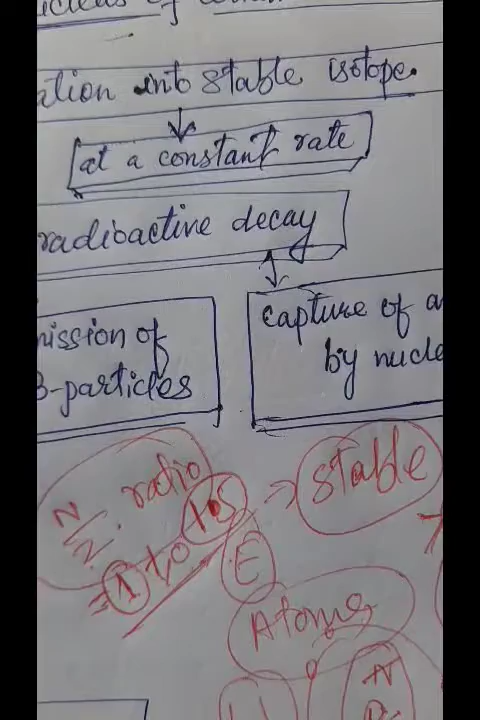 ation into stable isotope.
at a constant rate
radioactive decay
mission of
B-particles
capture of a
by nucle
N/Z ratio
= 1 to 1.5 => Stable
E
Atoms
N